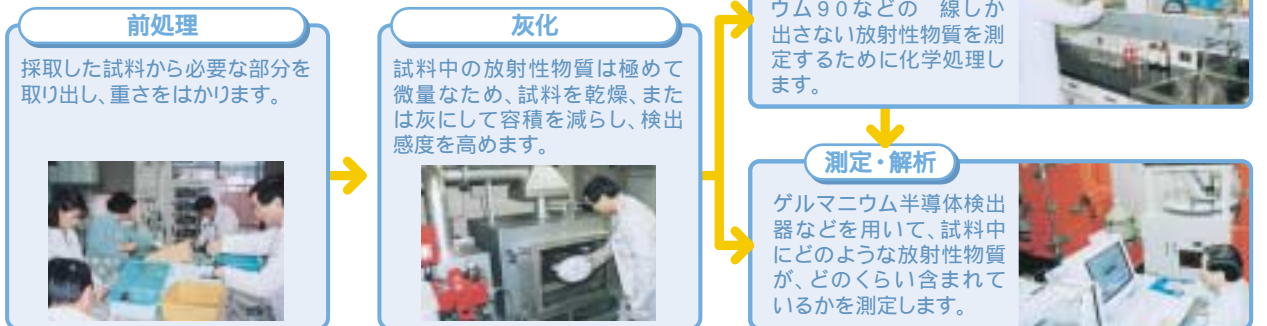 前処理
採取した試料から必要な部分を
取り出し、重さをはかります。
灰化
試料中の放射性物質は極めて
微量なため、試料を乾燥、また
は灰にして容積を減らし、検出
感度を高めます。
ウム90などの　線しか
出さない放射性物質を測
定するために化学処理し
ます。
測定・解析
ゲルマニウム半導体検出
器などを用いて、試料中
にどのような放射性物質
が、どのくらい含まれて
いるかを測定します。